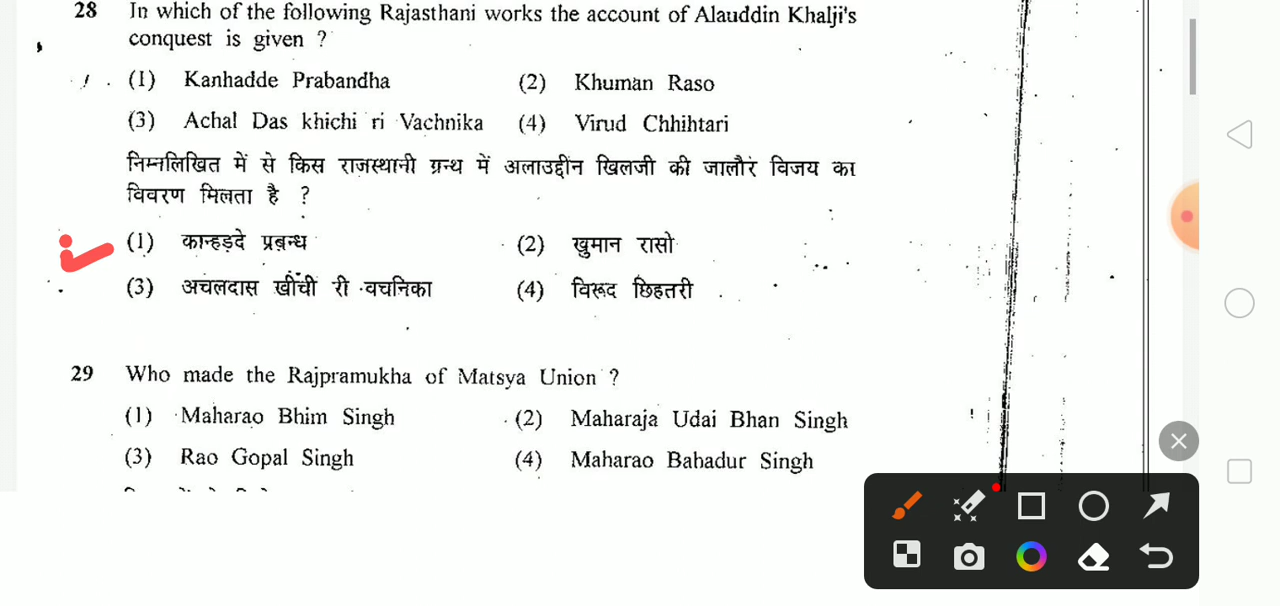 28 In which of the following Rajasthani works the account of Alauddin Khalji's
conquest is given ?
(1) Kanhadde Prabandha (2) Khuman Raso
(3) Achal Das khichi ri Vachnika (4) Virud Chhihtari
निम्नलिखित में से किस राजस्थानी ग्रन्थ में अलाउद्दीन खिलजी की जालौर विजय का
विवरण मिलता है ?
(1) कान्हड़दे प्रबन्ध (2) खुमान रासो
(3) अचलदास खींची री वचनिका (4) विरूद छिहतरी
29 Who made the Rajpramukha of Matsya Union ?
(1) Maharao Bhim Singh (2) Maharaja Udai Bhan Singh
(3) Rao Gopal Singh (4) Maharao Bahadur Singh